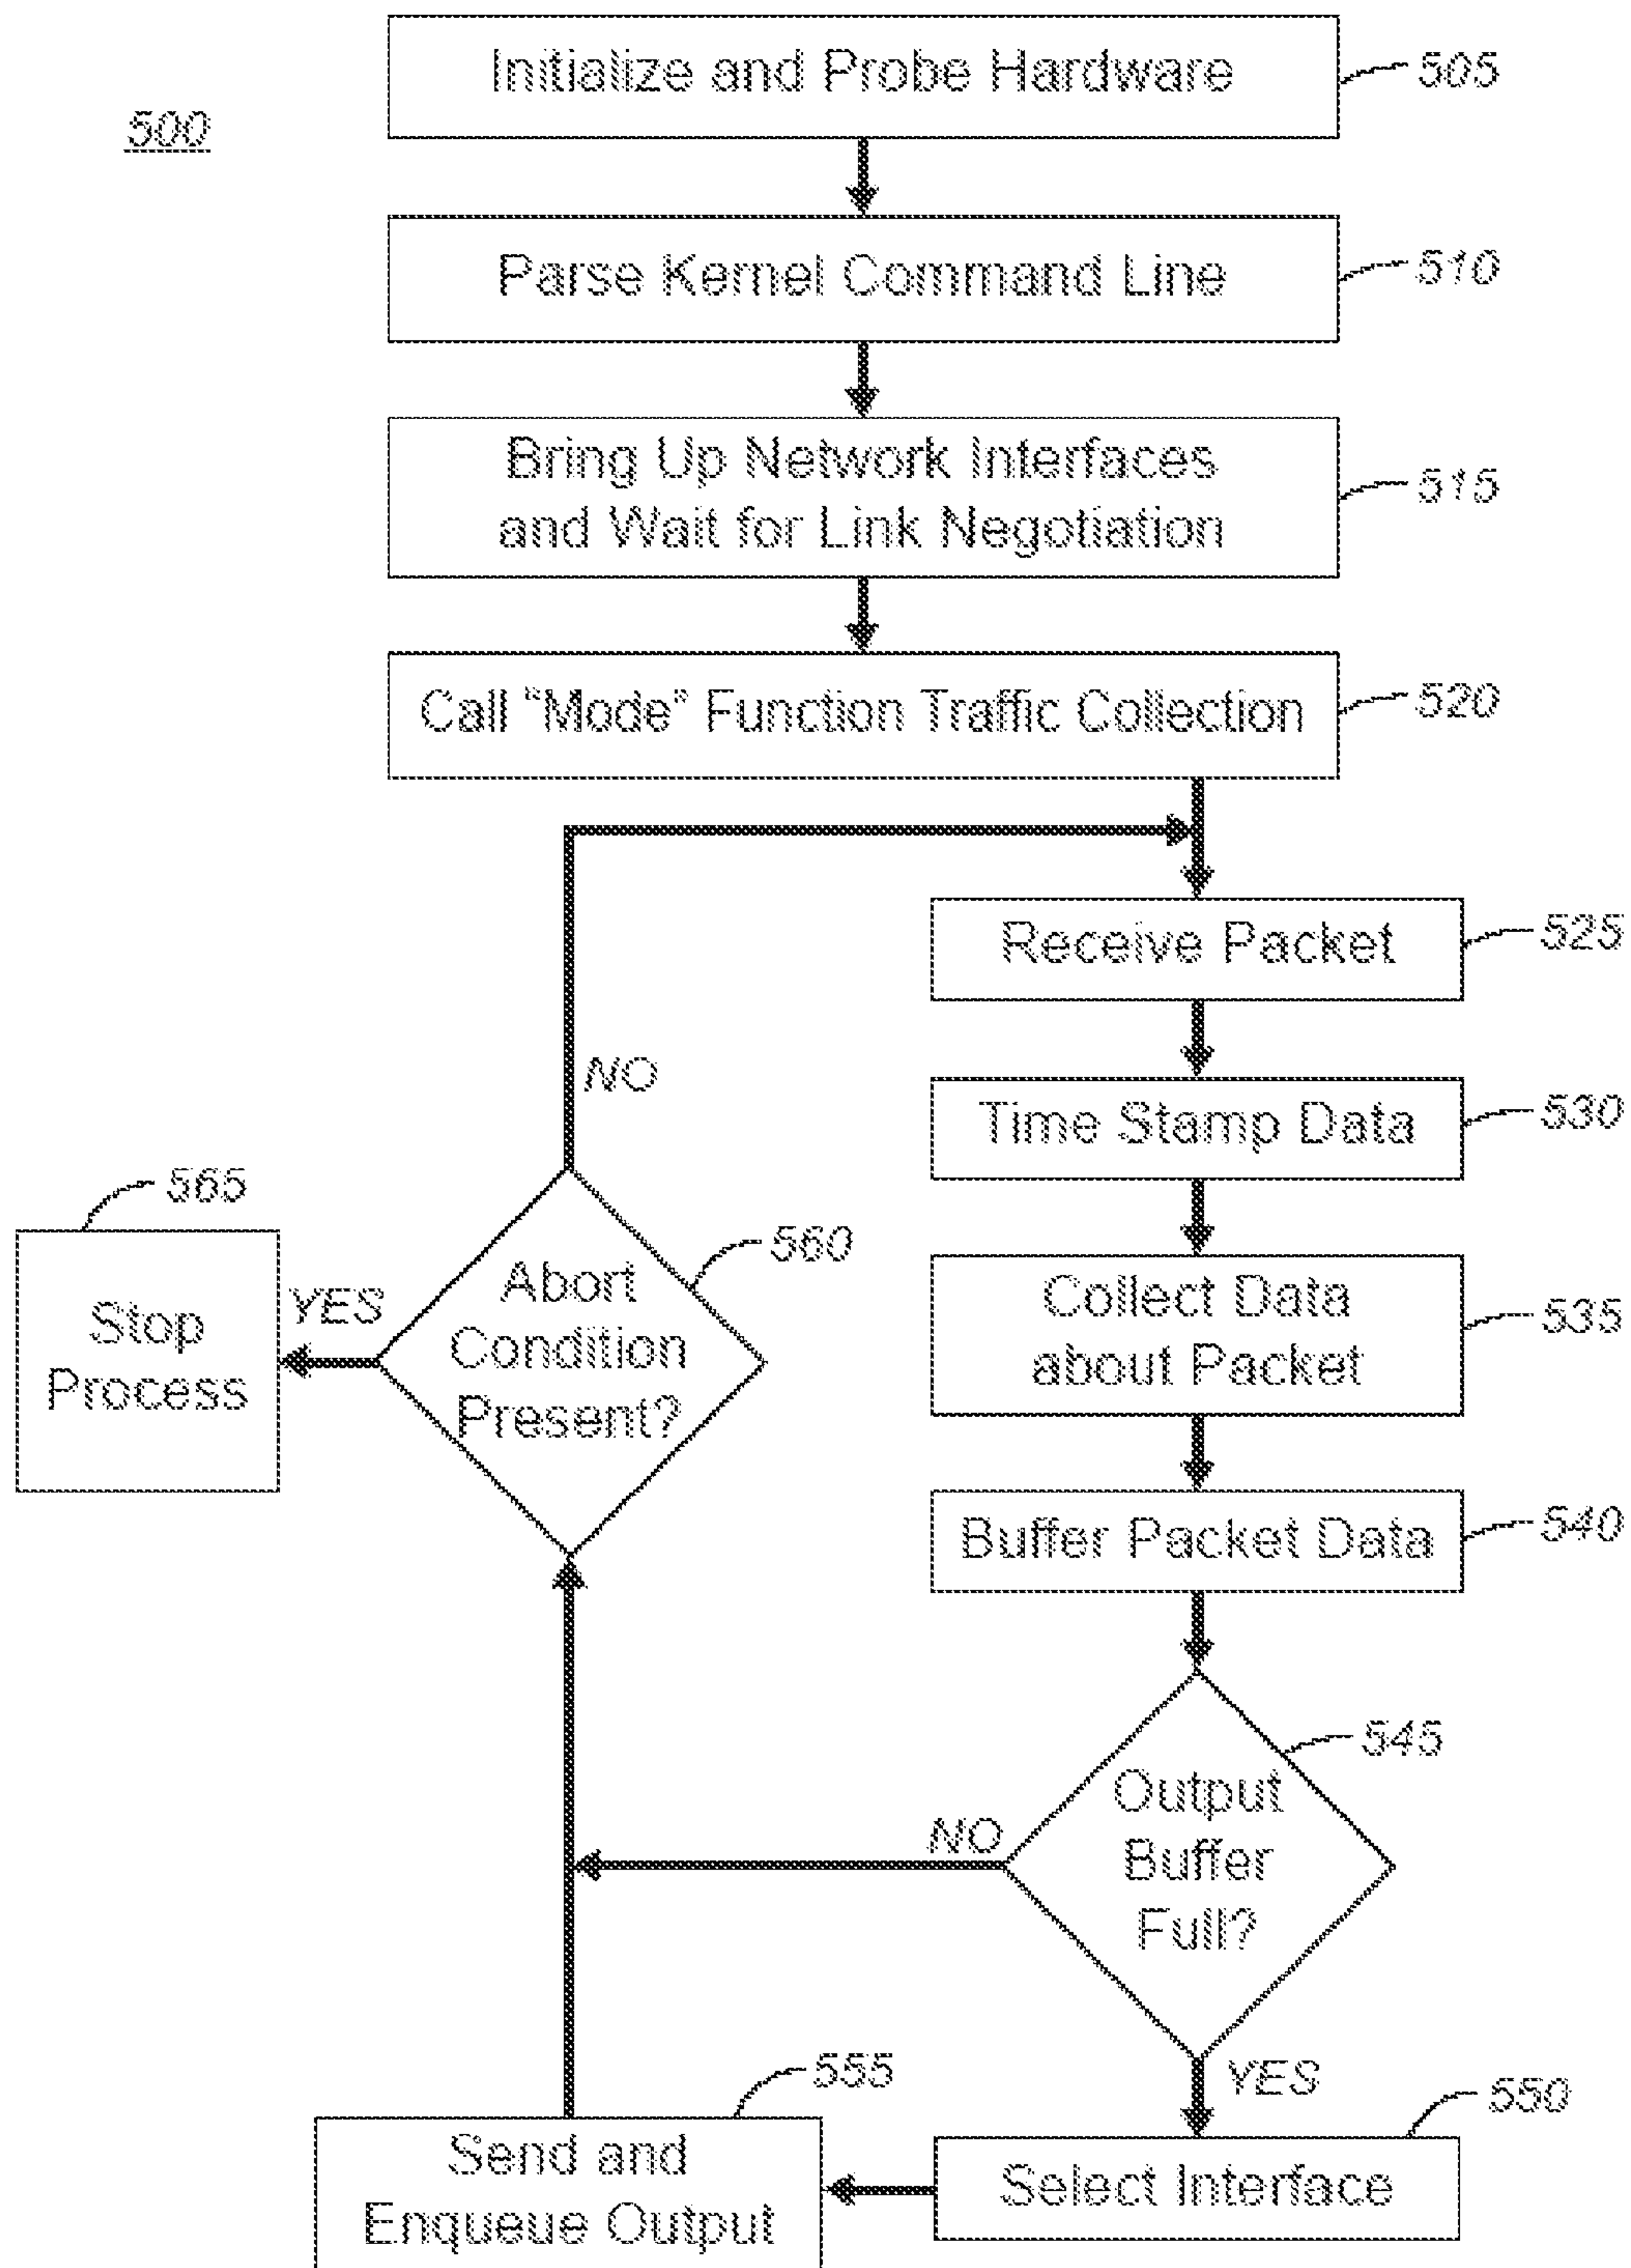 500
Initialize and Probe Hardware
505
Parse Kernel Command Line
510
Bring Up Network Interfaces
and Wait for Link Negotiation
515
Call “Mode” Function Traffic Collection
520
Receive Packet
525
Time Stamp Data
530
Collect Data
about Packet
535
Buffer Packet Data
540
Output
Buffer
Full?
545
NO
YES
Select Interface
550
Send and
Enqueue Output
555
Abort
Condition
Present?
560
NO
YES
Stop
Process
565